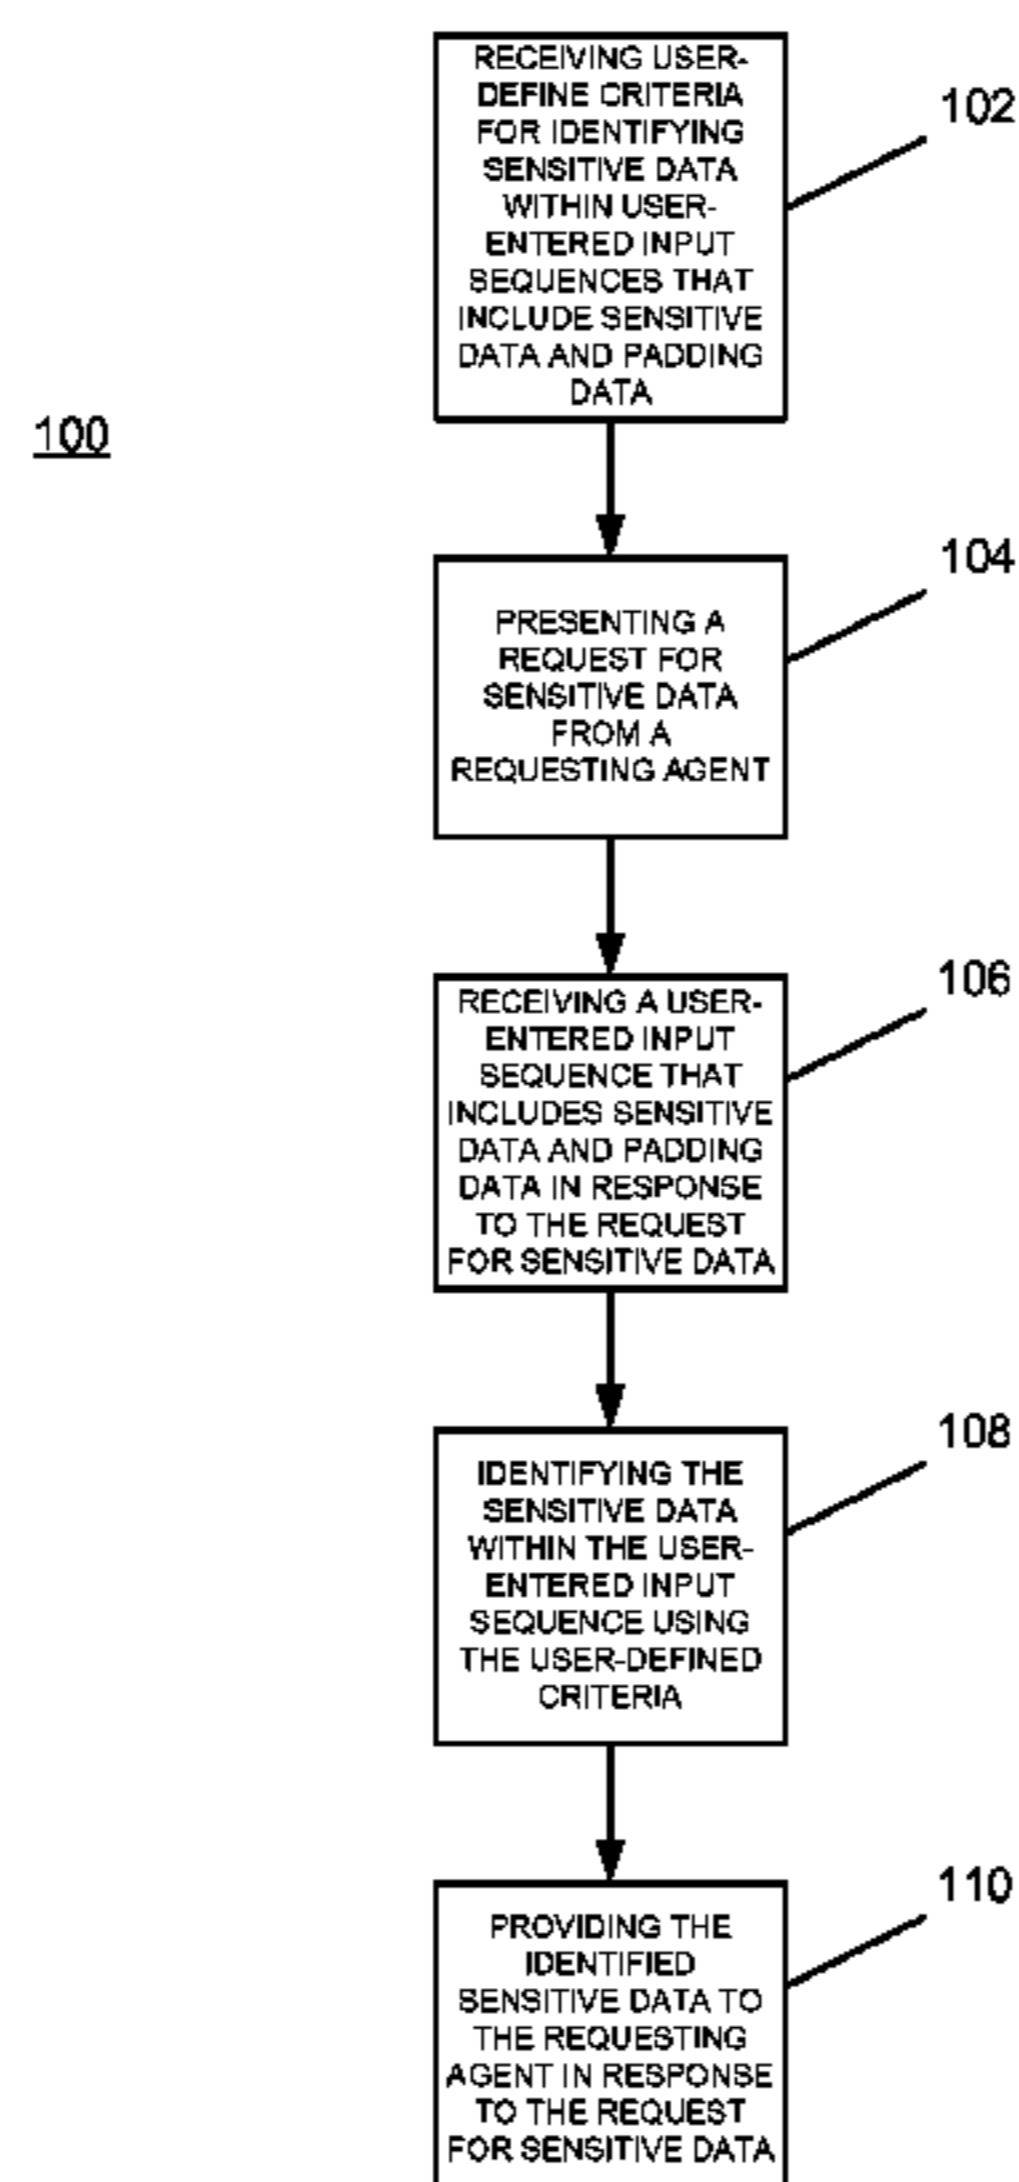 RECEIVING USER-
DEFINE CRITERIA
FOR IDENTIFYING
SENSITIVE DATA
WITHIN USER-
ENTERED INPUT
SEQUENCES THAT
INCLUDE SENSITIVE
DATA AND PADDING
DATA
102
100
PRESENTING A
REQUEST FOR
SENSITIVE DATA
FROM A
REQUESTING AGENT
104
RECEIVING A USER-
ENTERED INPUT
SEQUENCE THAT
INCLUDES SENSITIVE
DATA AND PADDING
DATA IN RESPONSE
TO THE REQUEST
FOR SENSITIVE DATA
106
IDENTIFYING THE
SENSITIVE DATA
WITHIN THE USER-
ENTERED INPUT
SEQUENCE USING
THE USER-DEFINED
CRITERIA
108
PROVIDING THE
IDENTIFIED
SENSITIVE DATA TO
THE REQUESTING
AGENT IN RESPONSE
TO THE REQUEST
FOR SENSITIVE DATA
110